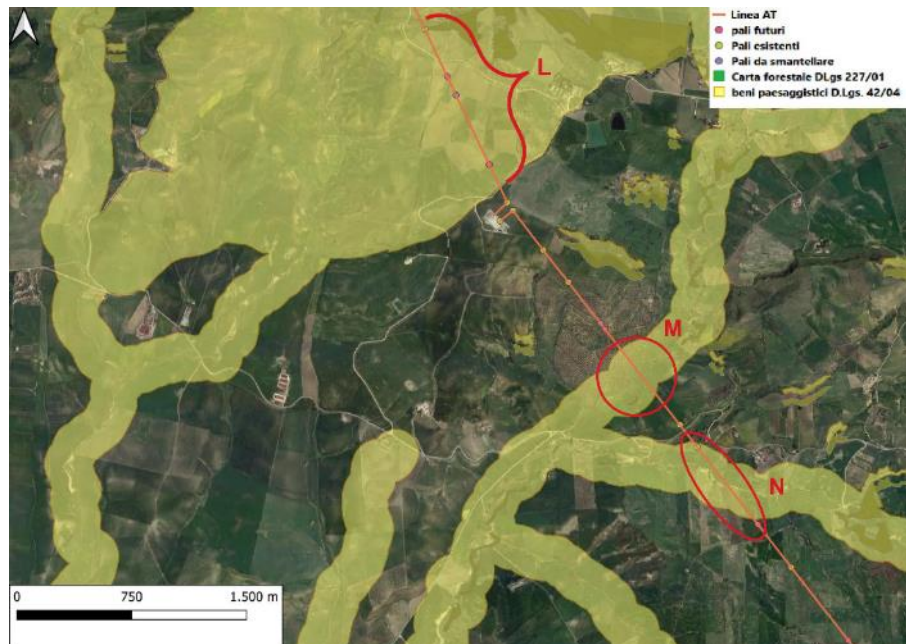 Linea AT
pali futuri
Pali esistenti
Pali da smantellare
Carta forestale DLgs 227/01
beni paesaggistici D.Lgs. 42/04
L
M
N
0 750 1.500 m